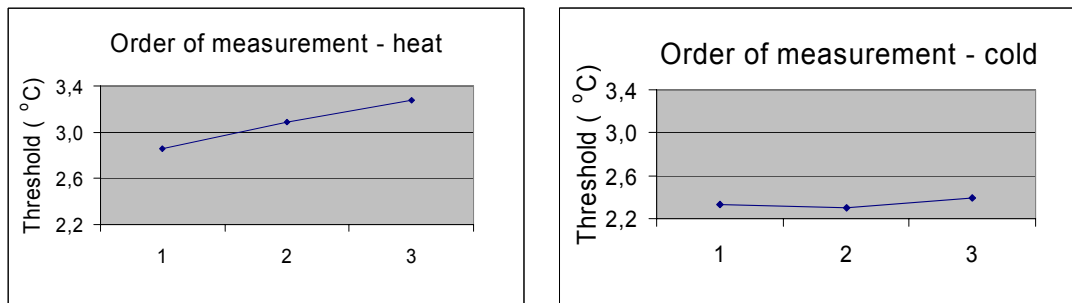 Order of measurement - heat
Threshold ( °C)
3,4
3,0
2,6
2,2
1 2 3
Order of measurement - cold
Threshold ( °C)
3,4
3,0
2,6
2,2
1 2 3